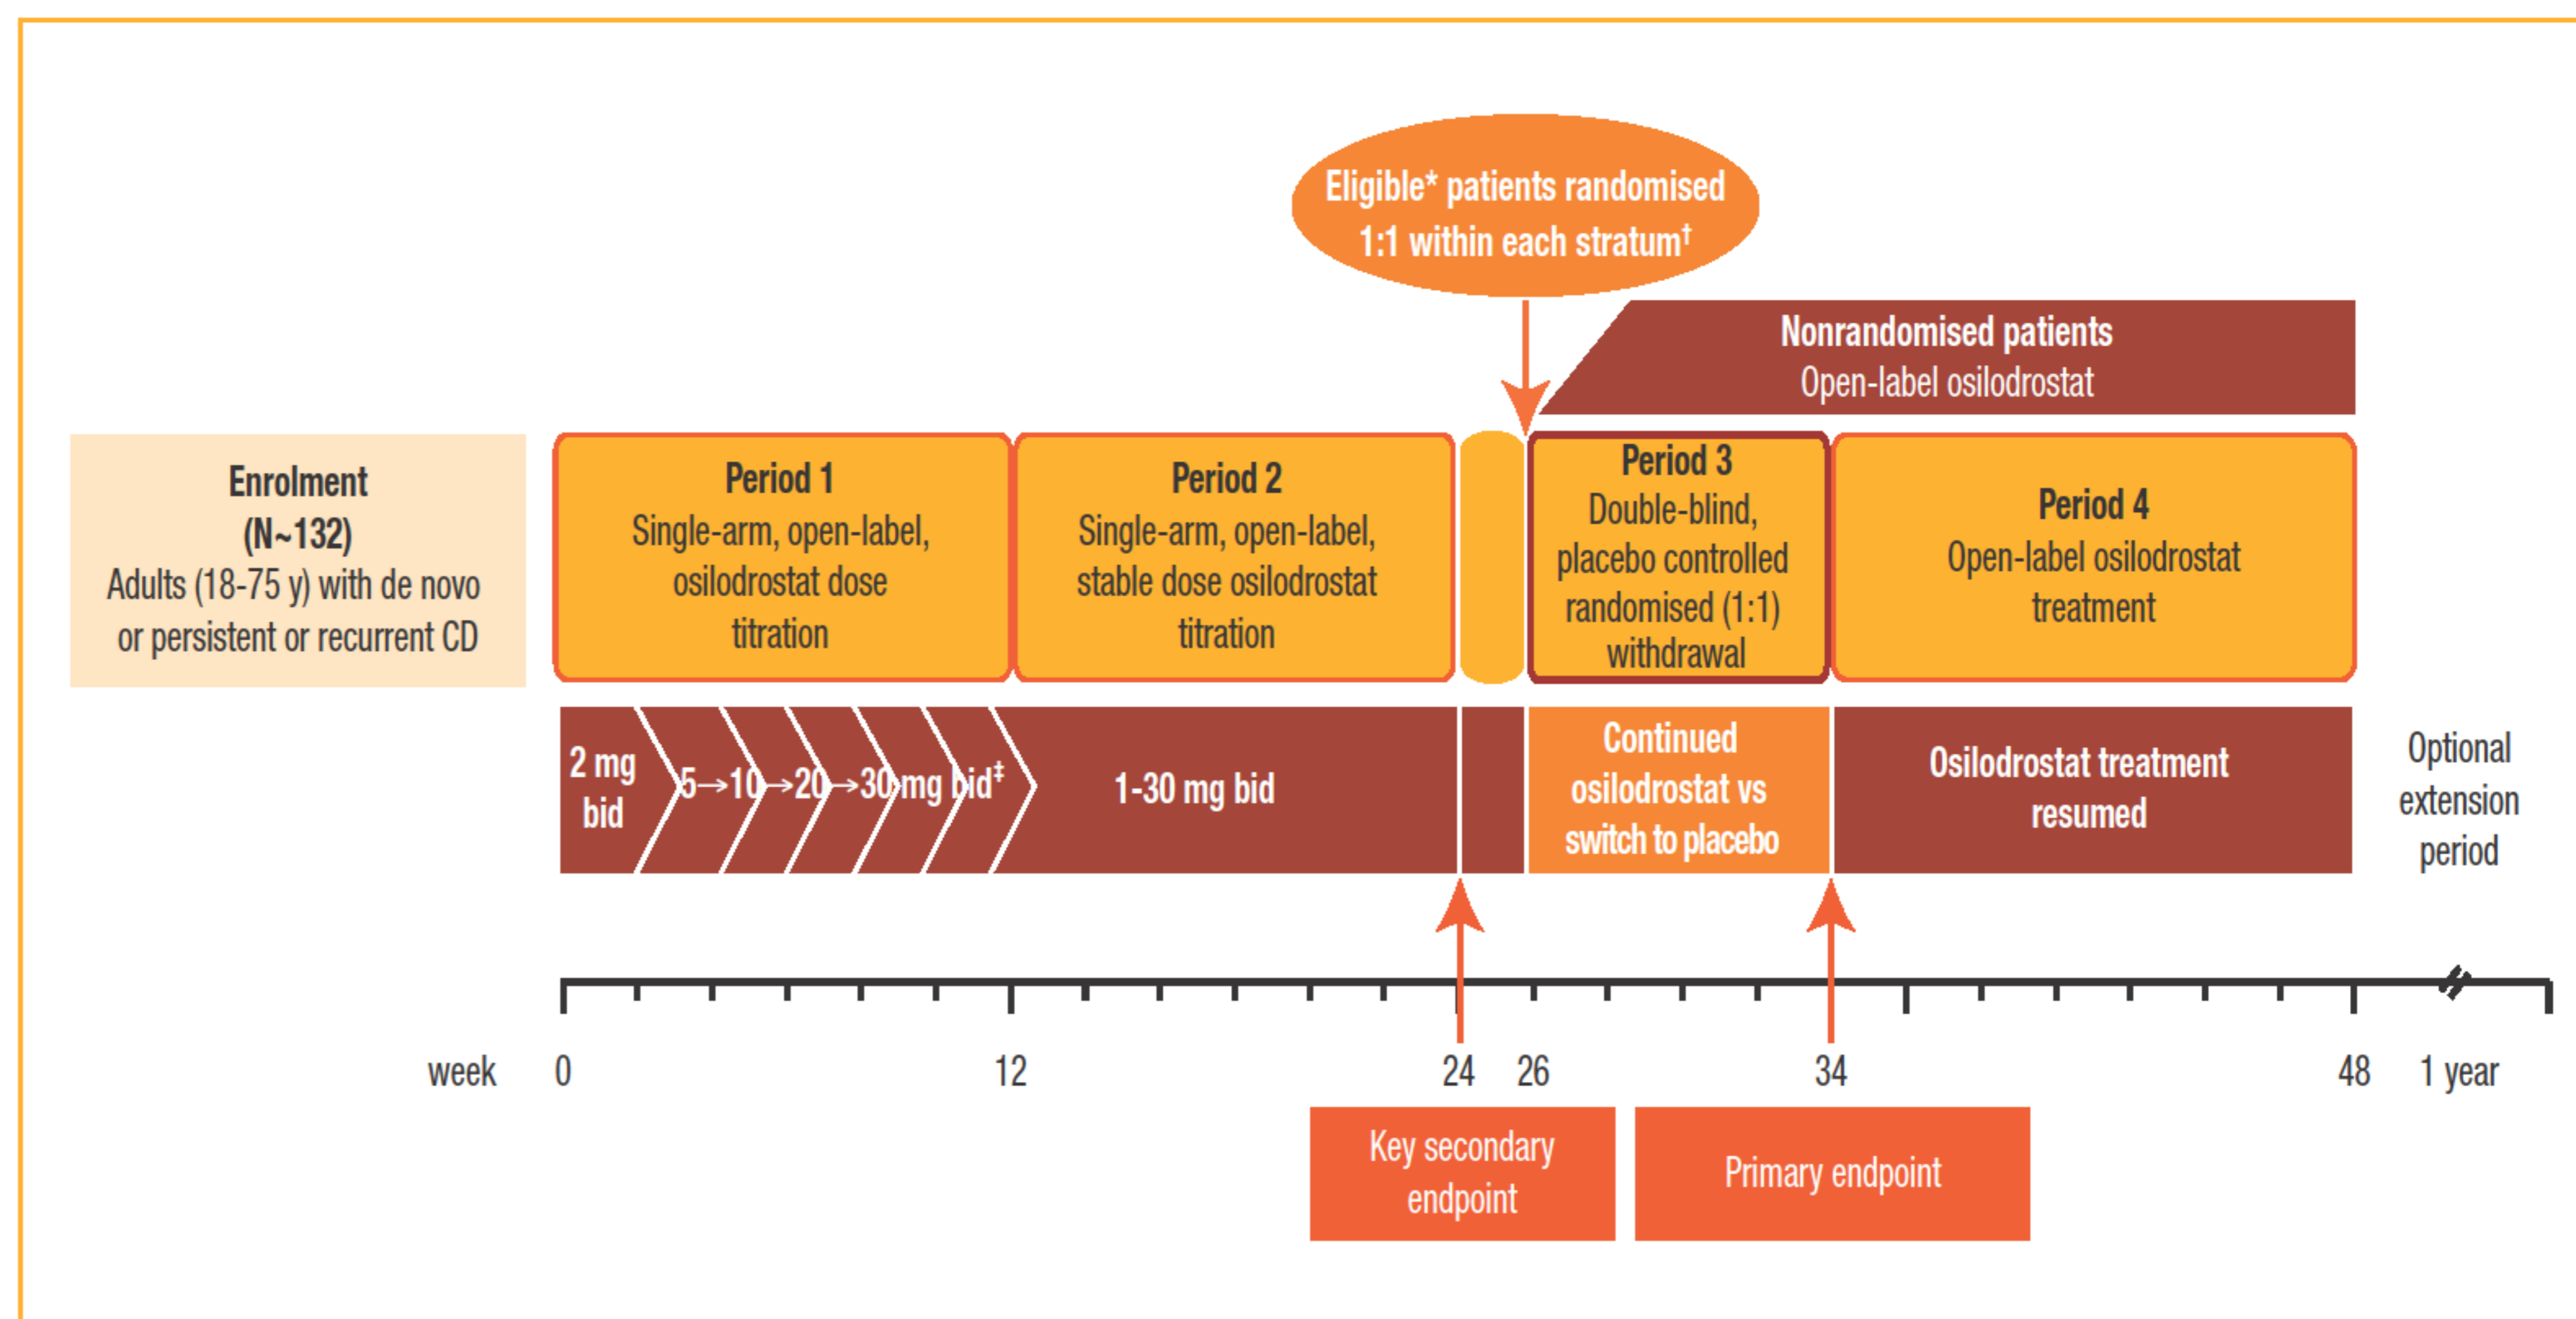 Eligible* patients randomised
1:1 within each stratum†
Nonrandomised patients
Open-label osilodrostat
Enrolment
(N~132)
Adults (18-75 y) with de novo
or persistent or recurrent CD
Period 1
Single-arm, open-label,
osilodrostat dose
titration
Period 2
Single-arm, open-label,
stable dose osilodrostat
titration
Period 3
Double-blind,
placebo controlled
randomised (1:1)
withdrawal
Period 4
Open-label osilodrostat
treatment
2 mg
bid
5→10→20→30 mg bid‡
1-30 mg bid
Continued
osilodrostat vs
switch to placebo
Osilodrostat treatment
resumed
Optional
extension
period
week 0 12 24 26 34 48 1 year
Key secondary
endpoint
Primary endpoint